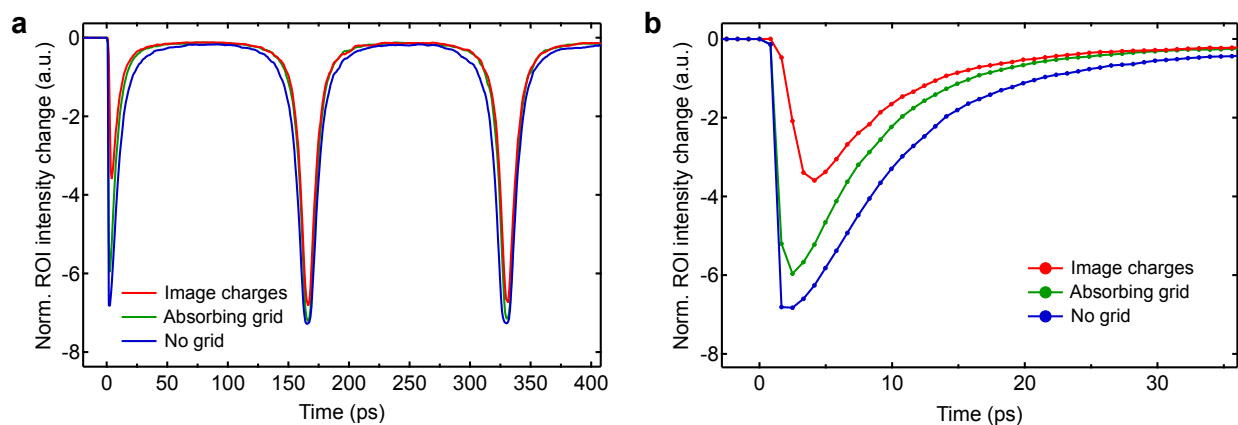 a
Norm. ROI intensity change (a.u.)
0
-2
-4
-6
-8
Image charges
Absorbing grid
No grid
0 50 100 150 200 250 300 350 400
Time (ps)
b
Norm. ROI intensity change (a.u.)
0
-2
-4
-6
-8
Image charges
Absorbing grid
No grid
0 10 20 30
Time (ps)